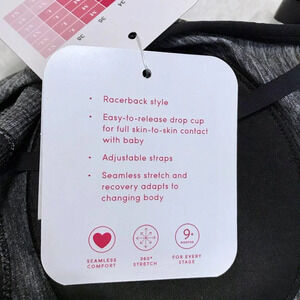 • Racerback style
• Easy-to-release drop cup
for full skin-to-skin contact
with baby
• Adjustable straps
• Seamless stretch and
recovery adapts to
changing body
SEAMLESS
COMFORT
360°
STRETCH
9+
MONTHS
FOR EVERY
STAGE